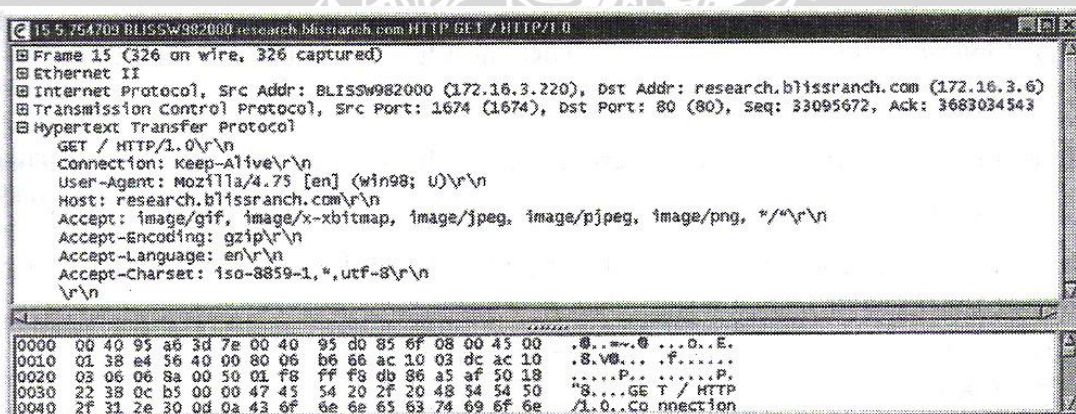 15 5.754709 BLISSW982000 research.blissranch.com HTTP GET / HTTP/1.0
Frame 15 (326 on wire, 326 captured)
Ethernet II
Internet Protocol, Src Addr: BLISSW982000 (172.16.3.220), Dst Addr: research.blissranch.com (172.16.3.6)
Transmission Control Protocol, Src Port: 1674 (1674), Dst Port: 80 (80), Seq: 33095672, Ack: 3683034543
Hypertext Transfer Protocol
GET / HTTP/1.0\r\n
Connection: Keep-Alive\r\n
User-Agent: Mozilla/4.75 [en] (Win98; U)\r\n
Host: research.blissranch.com\r\n
Accept: image/gif, image/x-xbitmap, image/jpeg, image/pjpeg, image/png, */*\r\n
Accept-Encoding: gzip\r\n
Accept-Language: en\r\n
Accept-Charset: iso-8859-1,*,utf-8\r\n
\r\n
0000 00 40 95 a6 3d 7e 00 40 95 d0 85 6f 08 00 45 00 .@..=~.@ ...o..E.
0010 01 38 e4 56 40 00 80 06 b6 66 ac 10 03 dc ac 10 .8.V@... .f......
0020 03 06 06 8a 00 50 01 f8 ff f8 db 86 a5 af 50 18 .....P.. ......P.
0030 22 38 0c b5 00 00 47 45 54 20 2f 20 48 54 54 50 "8....GE T / HTTP
0040 2f 31 2e 30 0d 0a 43 6f 6e 6e 65 63 74 69 6f 6e /1.0..Co nnection